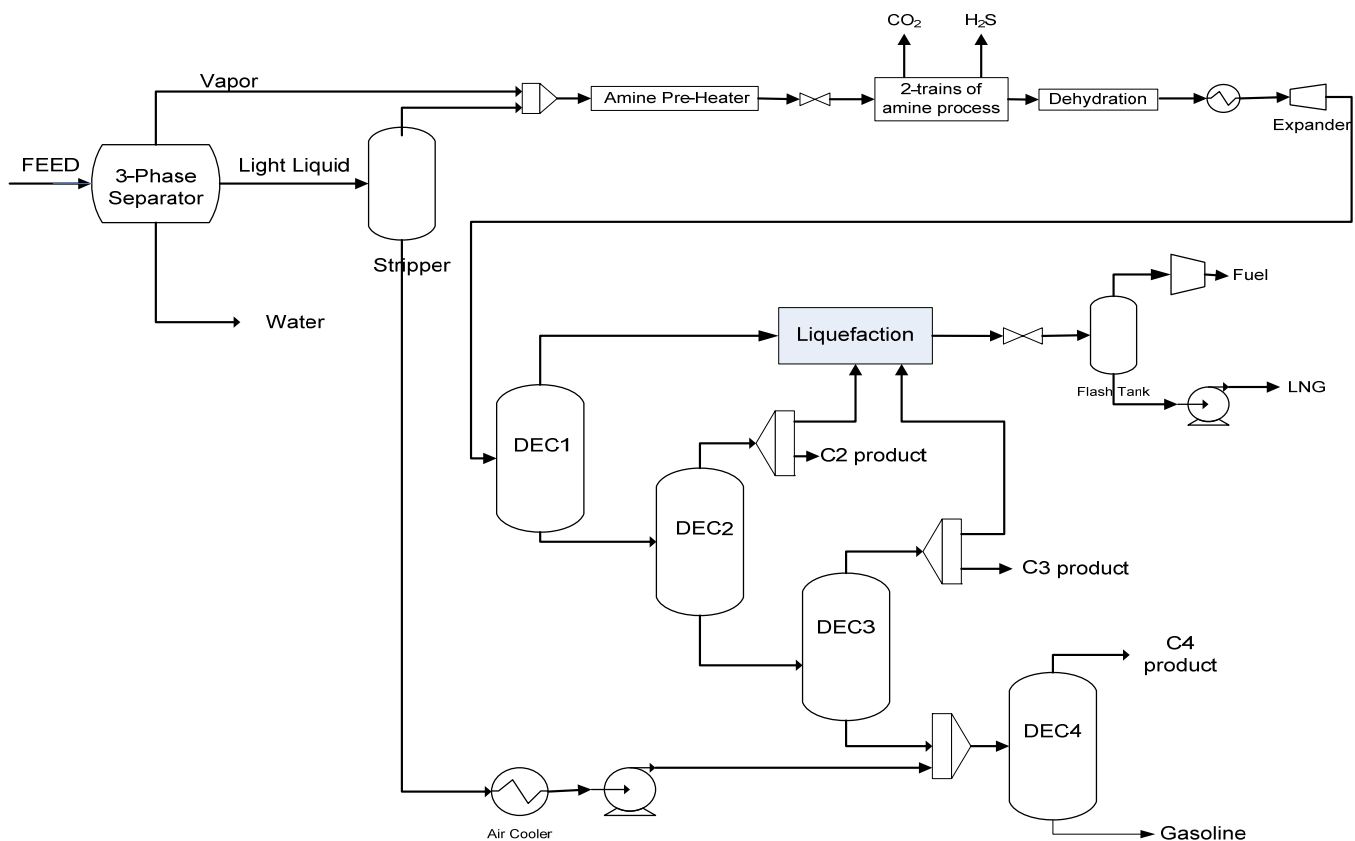 CO₂
H₂S
Vapor
Amine Pre-Heater
2-trains of
amine process
Dehydration
Expander
FEED
3-Phase
Separator
Light Liquid
Stripper
Water
Fuel
Liquefaction
Flash Tank
LNG
DEC1
C2 product
DEC2
C3 product
DEC3
C4
product
DEC4
Air Cooler
Gasoline